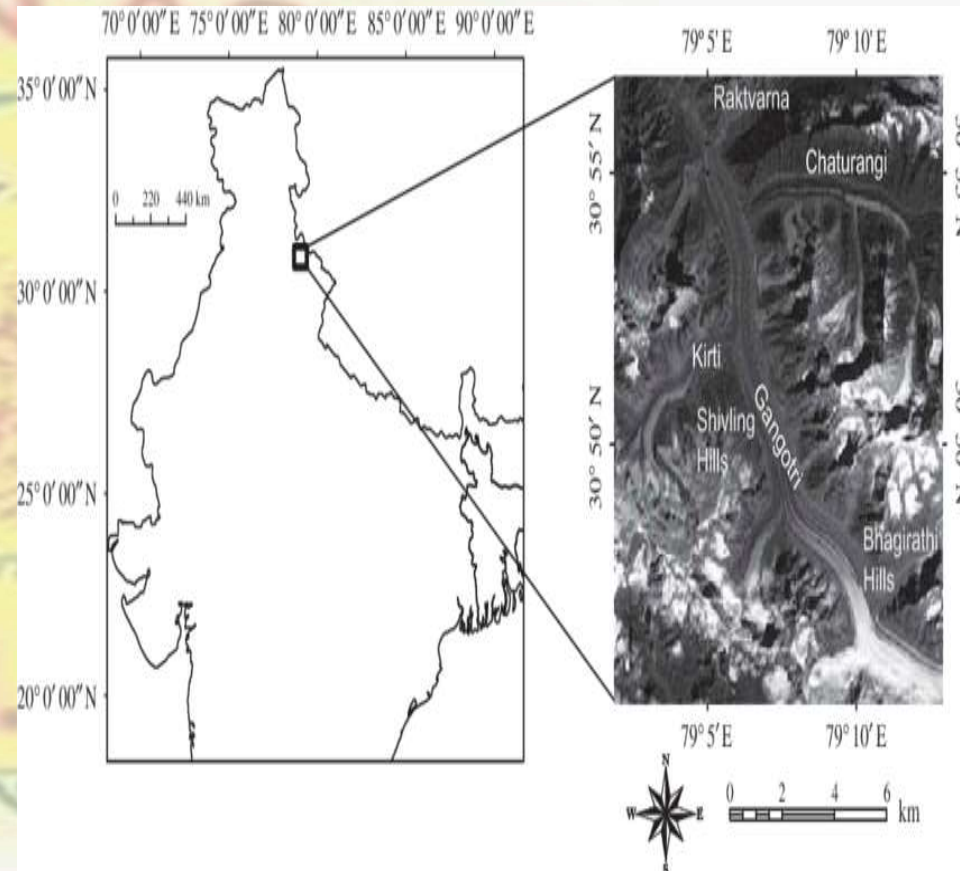 70° 0′ 00″ E 75° 0′ 00″ E 80° 0′ 00″ E 85° 0′ 00″ E 90° 0′ 00″ E
35° 0′ 00″ N
30° 0′ 00″ N
25° 0′ 00″ N
20° 0′ 00″ N
0 220 440 km
79° 5′ E 79° 10′ E
30° 55′ N
30° 50′ N
Raktvarna
Chaturangi
Kirti
Shivling
Hills
Gangotri
Bhagirathi
Hills
79° 5′ E 79° 10′ E
N
W E
S
0 2 4 6
km